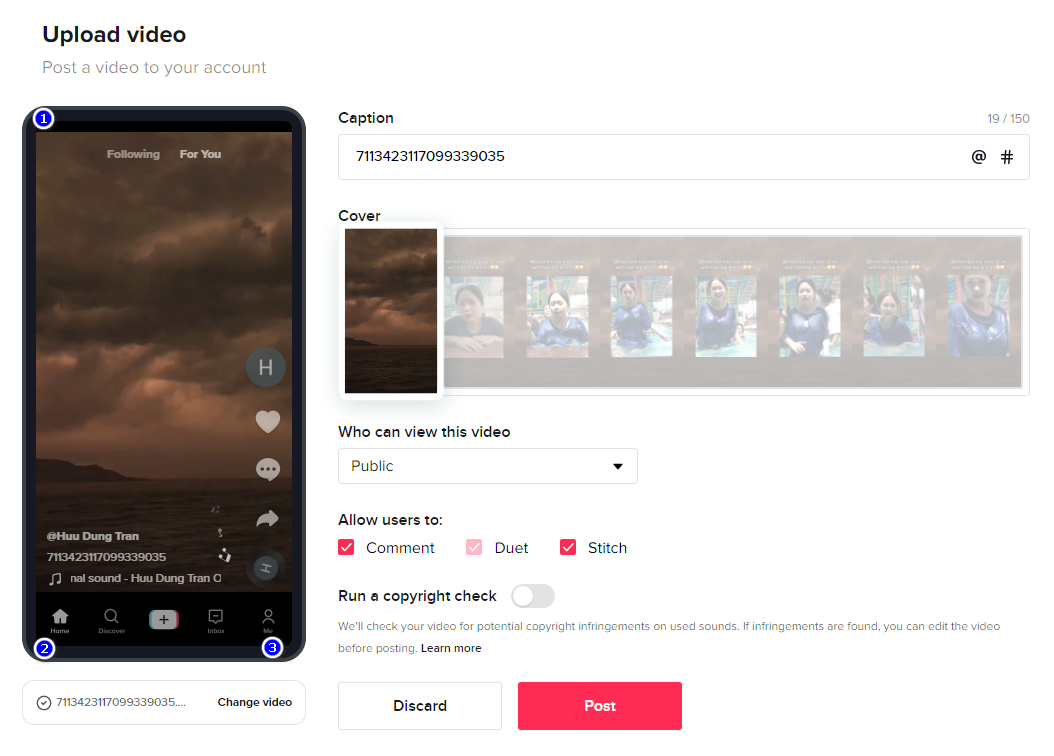 Upload video
Post a video to your account
1
Following For You
H
@Huu Dung Tran
7113423117099339035
nal sound - Huu Dung Tran O
H
Home Discover + Inbox Me
2 3
7113423117099339035.... Change video
Caption 19 / 150
7113423117099339035 @ #
Cover
Who can view this video
Public
Allow users to:
Comment Duet Stitch
Run a copyright check
We'll check your video for potential copyright infringements on used sounds. If infringements are found, you can edit the video
before posting. Learn more
Discard Post